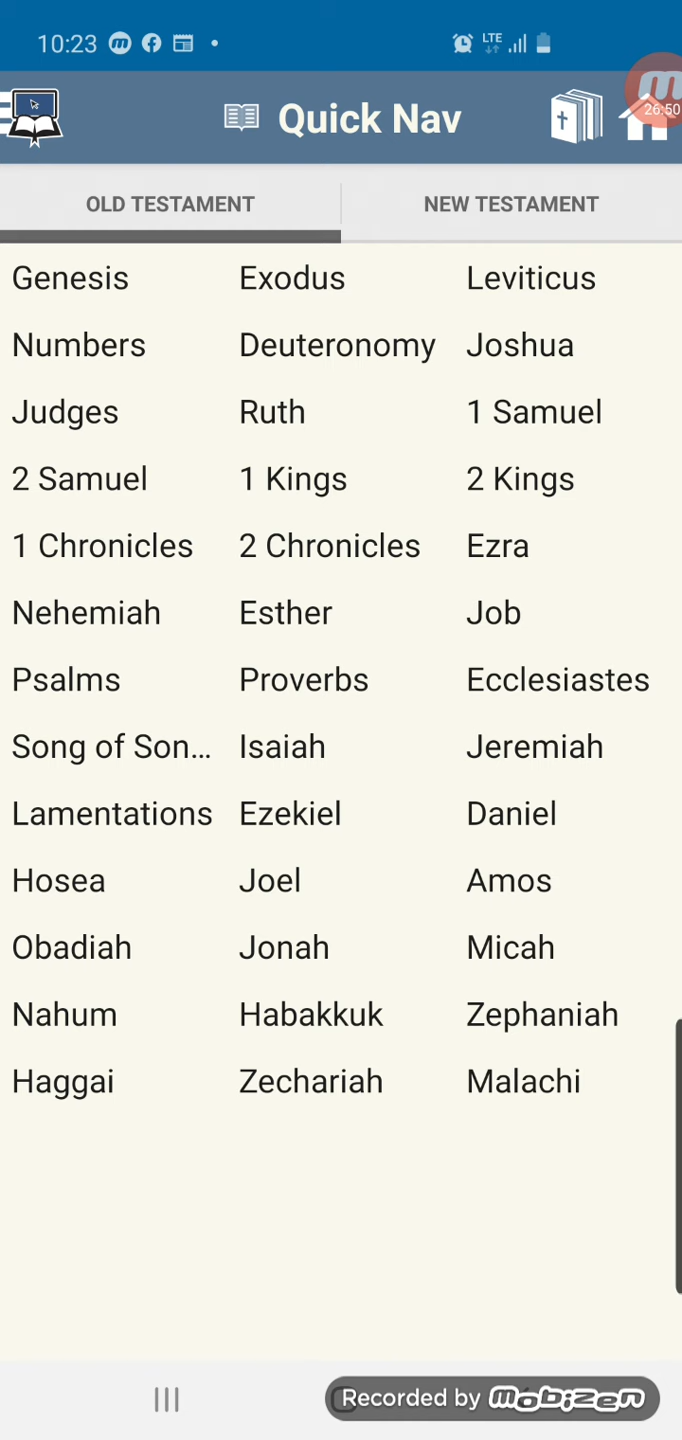 10:23 LTE
Quick Nav
26:50
OLD TESTAMENT NEW TESTAMENT
Genesis Exodus Leviticus
Numbers Deuteronomy Joshua
Judges Ruth 1 Samuel
2 Samuel 1 Kings 2 Kings
1 Chronicles 2 Chronicles Ezra
Nehemiah Esther Job
Psalms Proverbs Ecclesiastes
Song of Son... Isaiah Jeremiah
Lamentations Ezekiel Daniel
Hosea Joel Amos
Obadiah Jonah Micah
Nahum Habakkuk Zephaniah
Haggai Zechariah Malachi
Recorded by mobizen